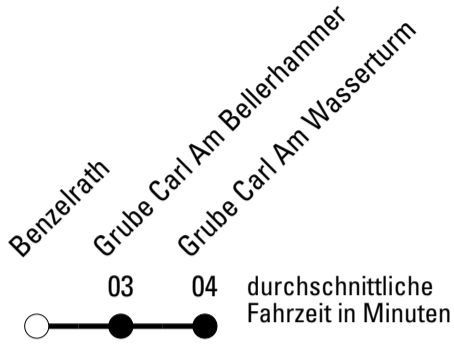 Benzelrath
Grube Carl Am Bellerhammer
Grube Carl Am Wasserturm
03
04
durchschnittliche
Fahrzeit in Minuten